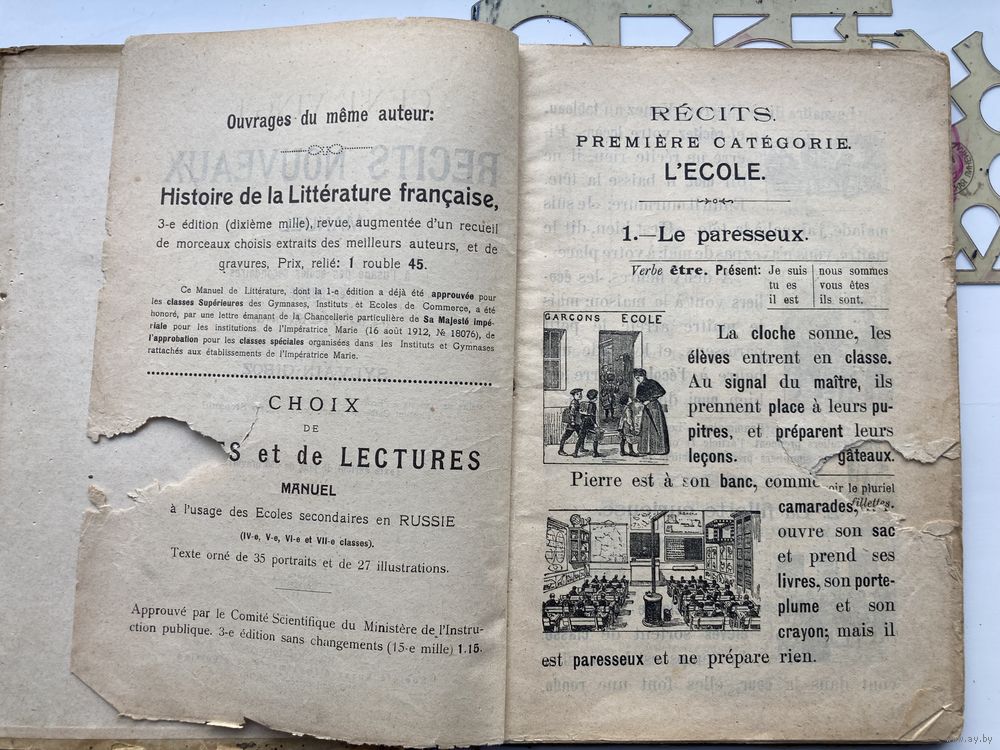 Ouvrages du même auteur:
Histoire de la Littérature française,
3-e édition (dixième mille), revue, augmentée d'un recueil
de morceaux choisis extraits des meilleurs auteurs, et de
gravures, Prix, relié: 1 rouble 45.
Ce Manuel de Littérature, dont la 1-e édition a déjà été approuvée pour
les classes Supérieures des Gymnases, Instituts et Ecoles de Commerce, a été
honoré, par une lettre émanant de la Chancellerie particulière de Sa Majesté Impé-
riale pour les institutions de l'Impératrice Marie (16 août 1912, № 18076), de
l'approbation pour les classes spéciales organisées dans les Instituts et Gymnases
rattachés aux établissements de l'Impératrice Marie.
CHOIX
DE
S et de LECTURES
MANUEL
à l'usage des Ecoles secondaires en RUSSIE
(IV-e, V-e, VI-e et VII-e classes).
Texte orné de 35 portraits et de 27 illustrations.
Approuvé par le Comité Scientifique du Ministère de l'Instru-
ction publique. 3-e édition sans changements (15-e mille) 1.15.
RÉCITS.
PREMIÈRE CATÉGORIE.
L'ECOLE.
1.—Le paresseux.
Verbe être. Présent: Je suis nous sommes
tu es vous êtes
il est ils sont.
GARCONS ECOLE
La cloche sonne, les
élèves entrent en classe.
Au signal du maître, ils
prennent place à leurs pu-
pitres, et préparent leurs
leçons. gâteaux.
Pierre est à son banc, comme oir le pluriel
fillettes.
camarades,
ouvre son sac
et prend ses
livres, son porte-
plume et son
crayon; mais il
est paresseux et ne prépare rien.
www.ay.by